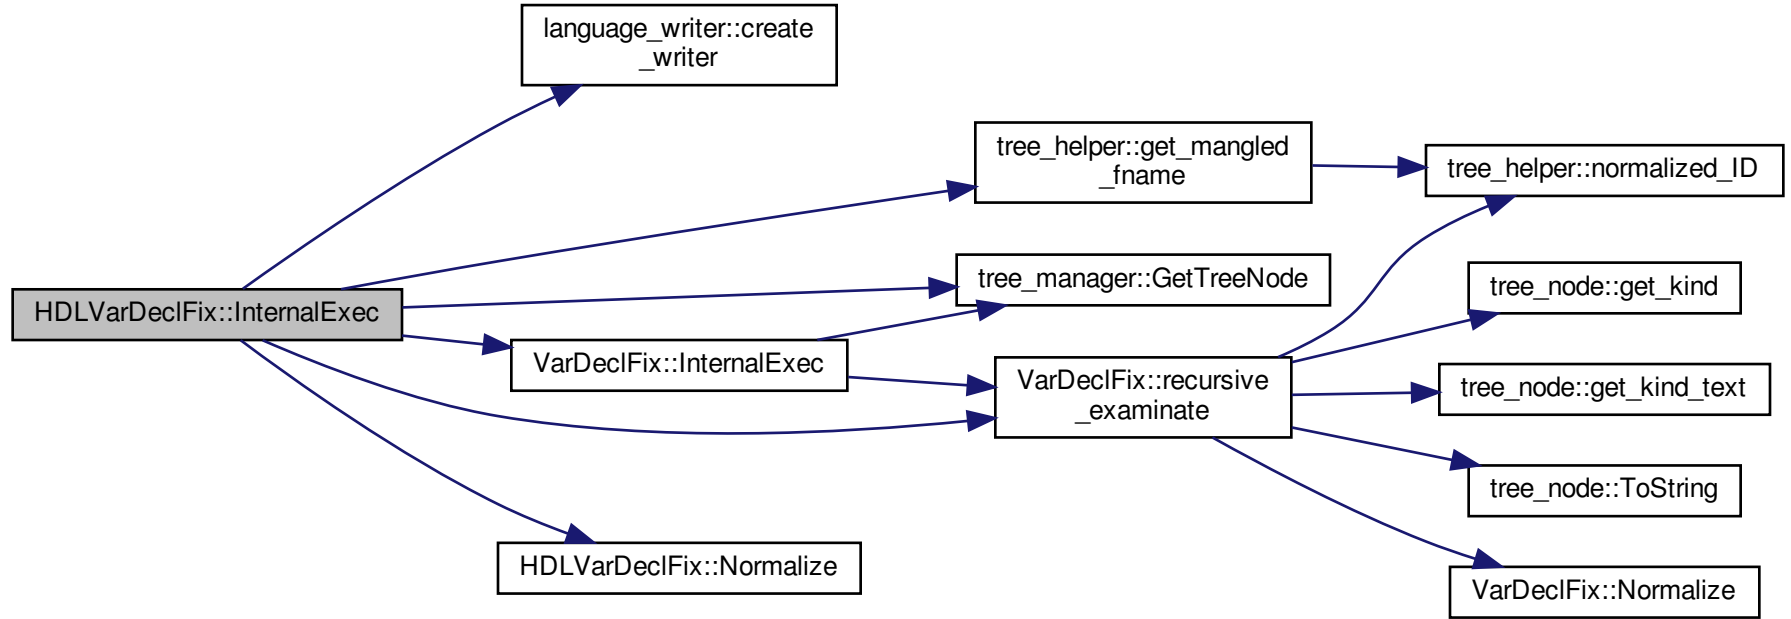 language_writer::create
_writer
tree_helper::get_mangled
_fname
tree_helper::normalized_ID
tree_manager::GetTreeNode
tree_node::get_kind
HDLVarDeclFix::InternalExec
VarDeclFix::InternalExec
VarDeclFix::recursive
_examinate
tree_node::get_kind_text
tree_node::ToString
HDLVarDeclFix::Normalize
VarDeclFix::Normalize